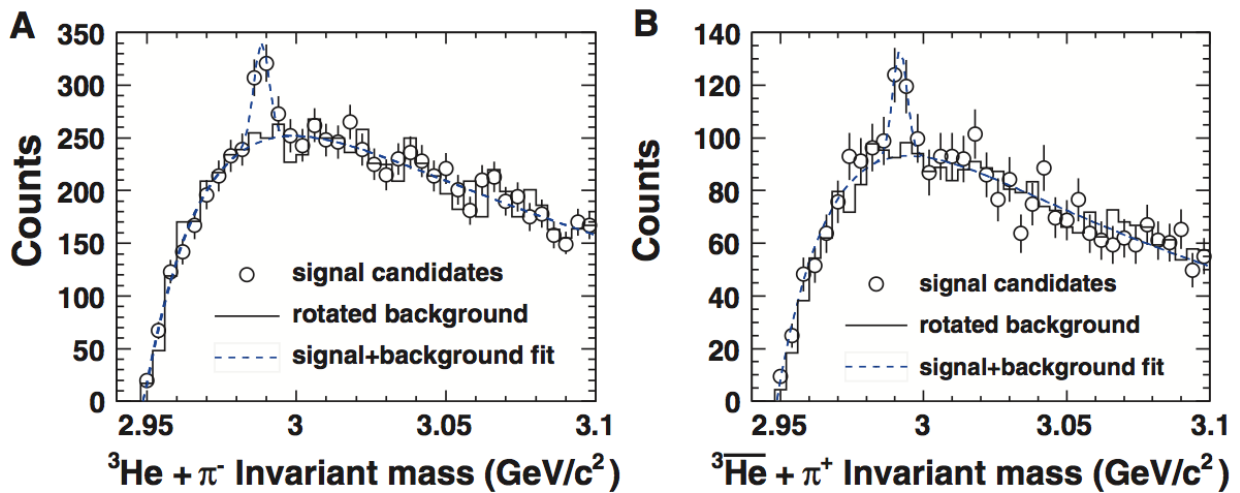 A
350
300
250
200
150
100
50
0
Counts
signal candidates
rotated background
signal+background fit
2.95 3 3.05 3.1
³He + π⁻ Invariant mass (GeV/c²)
B
140
120
100
80
60
40
20
0
Counts
signal candidates
rotated background
signal+background fit
2.95 3 3.05 3.1
³H̅e̅ + π⁺ Invariant mass (GeV/c²)